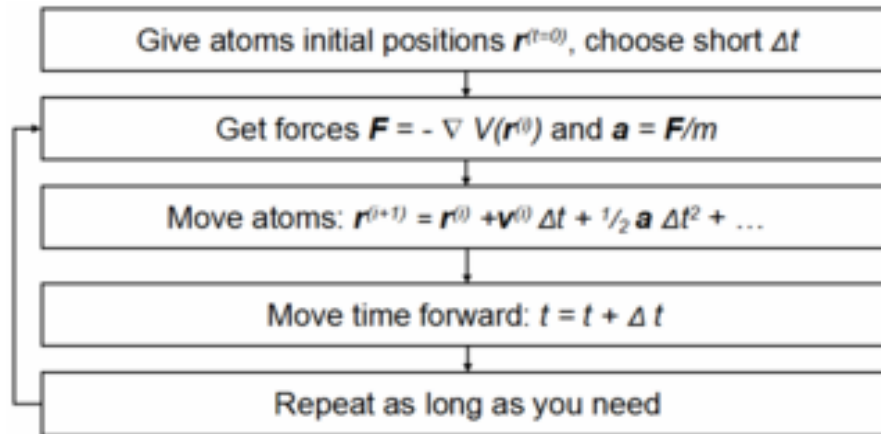 Give atoms initial positions r⁽ᵗ⁼⁰⁾, choose short Δt
Get forces F = - ∇ V(r⁽ⁱ⁾) and a = F/m
Move atoms: r⁽ⁱ⁺¹⁾ = r⁽ⁱ⁾ +v⁽ⁱ⁾ Δt + ¹/₂ a Δt² + ...
Move time forward: t = t + Δ t
Repeat as long as you need